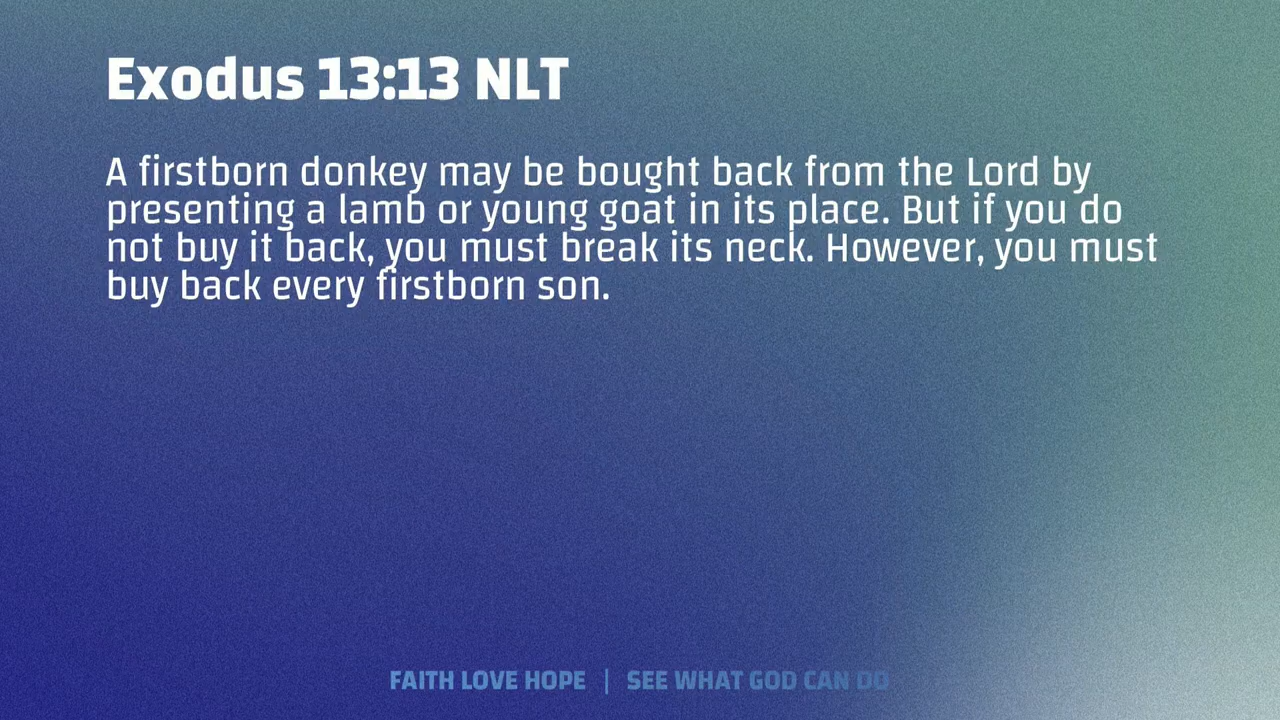 Exodus 13:13 NLT
A firstborn donkey may be bought back from the Lord by
presenting a lamb or young goat in its place. But if you do
not buy it back, you must break its neck. However, you must
buy back every firstborn son.
FAITH LOVE HOPE | SEE WHAT GOD CAN DO